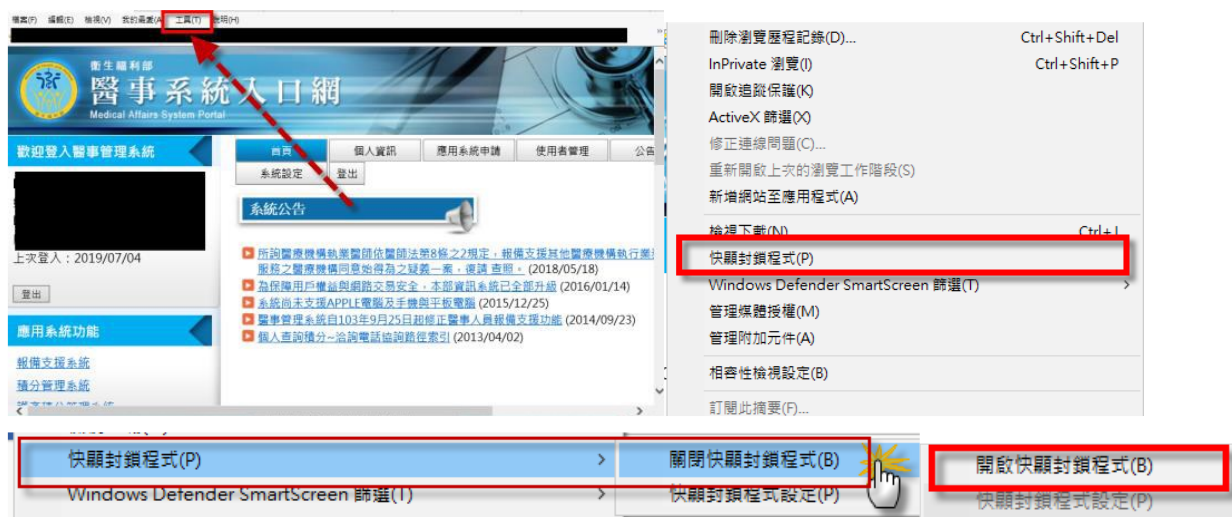 檔案(F) 編輯(E) 檢視(V) 我的最愛(A) 工具(T) 說明(H)
衛生福利部
醫事系統入口網
Medical Affairs System Portal
歡迎登入醫事管理系統
上次登入：2019/07/04
登出
應用系統功能
報備支援系統
積分管理系統
首頁 個人資訊 應用系統申請 使用者管理 公告
系統設定 登出
系統公告
所詢醫療機構執業醫師依醫師法第8條之2規定，報備支援其他醫療機構執行業
服務之醫療機構同意始得為之疑義一案，復請 查照。 (2018/05/18)
為保障用戶權益與網路交易安全，本部資訊系統已全部升級 (2016/01/14)
系統尚未支援APPLE電腦及手機與平板電腦 (2015/12/25)
醫事管理系統自103年9月25日起修正醫事人員報備支援功能 (2014/09/23)
個人查詢積分~洽詢電話協詢路徑索引 (2013/04/02)
刪除瀏覽歷程記錄(D)... Ctrl+Shift+Del
InPrivate 瀏覽(I) Ctrl+Shift+P
開啟追蹤保護(K)
ActiveX 篩選(X)
修正連線問題(C)...
重新開啟上次的瀏覽工作階段(S)
新增網站至應用程式(A)
檢視下載(N) Ctrl+J
快顯封鎖程式(P)
Windows Defender SmartScreen 篩選(T)
管理媒體授權(M)
管理附加元件(A)
相容性檢視設定(B)
訂閱此摘要(F)...
快顯封鎖程式(P) 關閉快顯封鎖程式(B) 開啟快顯封鎖程式(B)
Windows Defender SmartScreen 篩選(T) 快顯封鎖程式設定(P) 快顯封鎖程式設定(P)